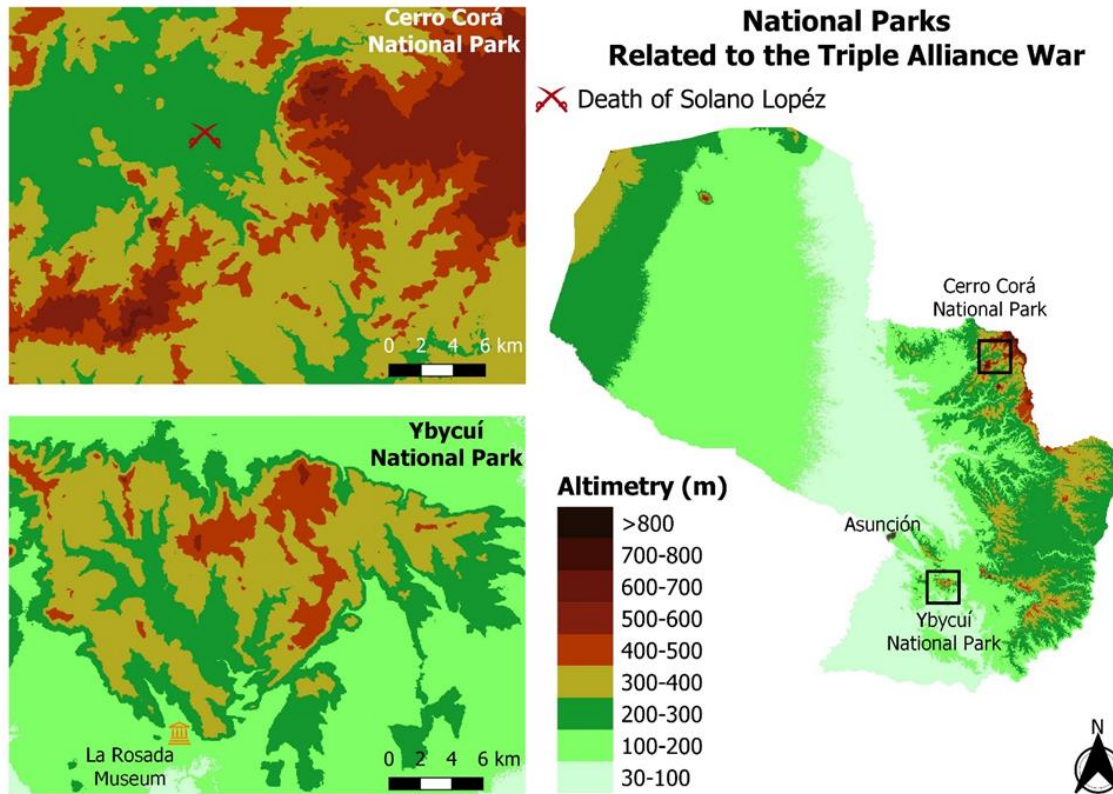 Cerro Corá
National Park
0 2 4 6 km
Ybycuí
National Park
La Rosada
Museum
0 2 4 6 km
National Parks
Related to the Triple Alliance War
Death of Solano Lopéz
Cerro Corá
National Park
Asunción
Ybycuí
National Park
Altimetry (m)
>800
700-800
600-700
500-600
400-500
300-400
200-300
100-200
30-100
N